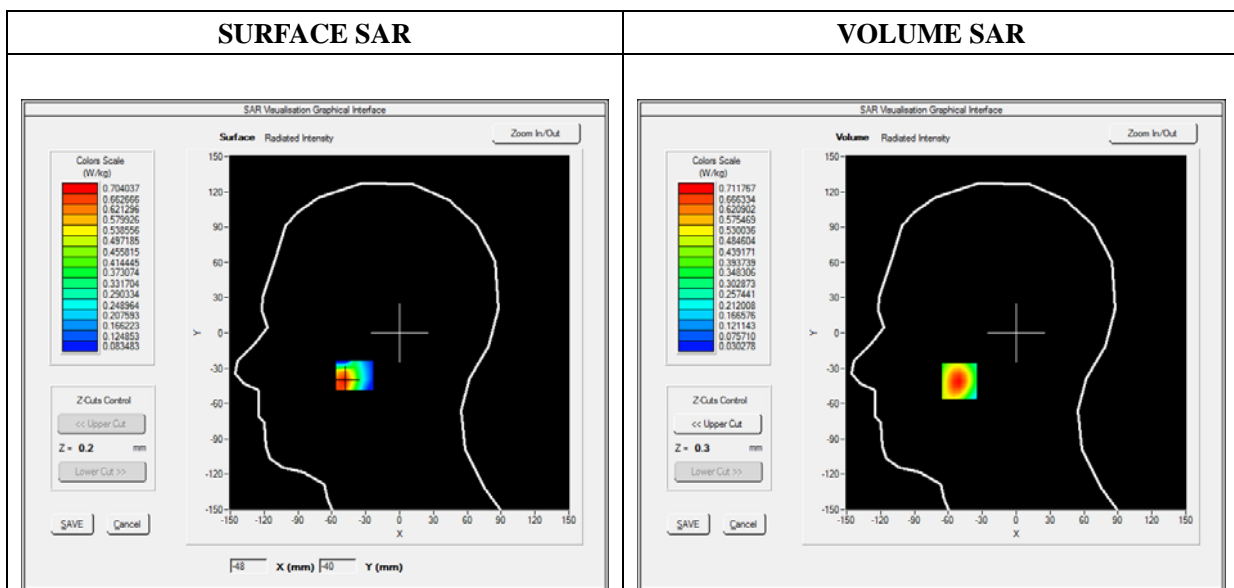 SURFACE SAR
VOLUME SAR
SAR Visualisation Graphical Interface
Surface Radiated Intensity
Zoom In/Out
Colors Scale
(W/kg)
0.704037
0.662666
0.621296
0.579926
0.538556
0.497185
0.455815
0.414445
0.373074
0.331704
0.290334
0.248964
0.207593
0.166223
0.124853
0.083483
Z-Cuts Control
<< Upper Cut
Z = 0.2 mm
Lower Cut >>
SAVE
Cancel
150
120
90
60
30
0
-30
-60
-90
-120
-150
Y
-150 -120 -90 -60 -30 0 30 60 90 120 150
X
-48 X (mm) -40 Y (mm)
SAR Visualisation Graphical Interface
Volume Radiated Intensity
Zoom In/Out
Colors Scale
(W/kg)
0.711767
0.666334
0.620902
0.575469
0.530036
0.484604
0.439171
0.393739
0.348306
0.302873
0.257441
0.212008
0.166576
0.121143
0.075710
0.030278
Z-Cuts Control
<< Upper Cut
Z = 0.3 mm
Lower Cut >>
SAVE
Cancel
150
120
90
60
30
0
-30
-60
-90
-120
-150
Y
-150 -120 -90 -60 -30 0 30 60 90 120 150
X